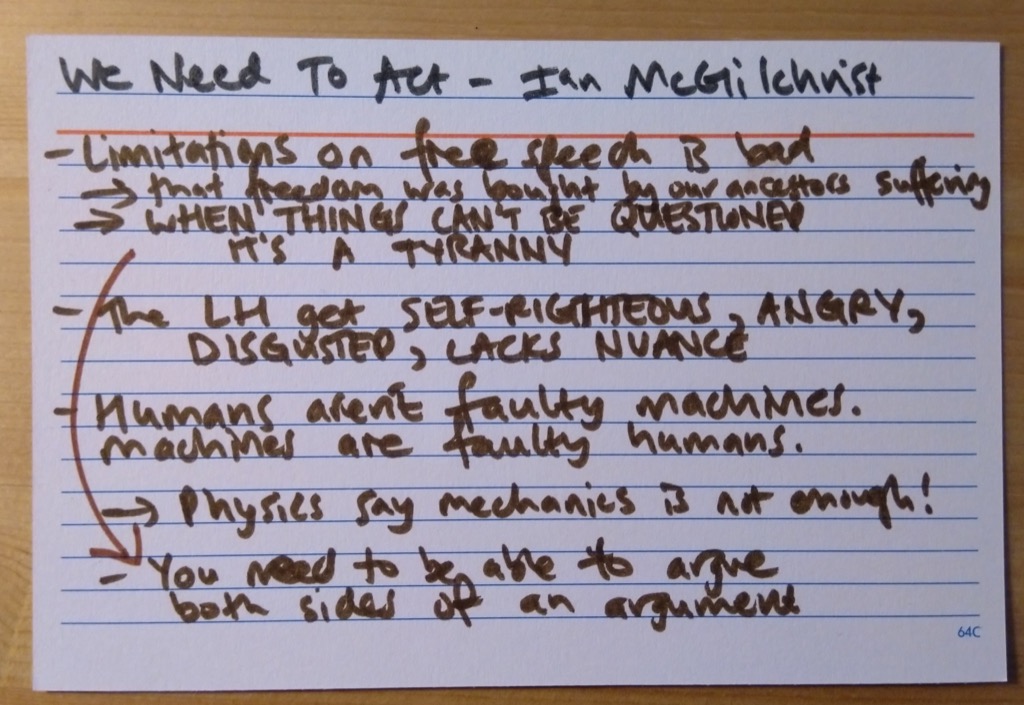 We Need To Act - Ian McGilchrist
- Limitations on free speech is bad
→ that freedom was bought by our ancestors suffering
→ WHEN THINGS CAN'T BE QUESTIONED
IT'S A TYRANNY
- The LH get SELF-RIGHTEOUS, ANGRY,
DISGUSTED, LACKS NUANCE
- Humans aren't faulty machines.
machines are faulty humans.
→ Physics say mechanics is not enough!
- You need to be able to argue
both sides of an argument
64C